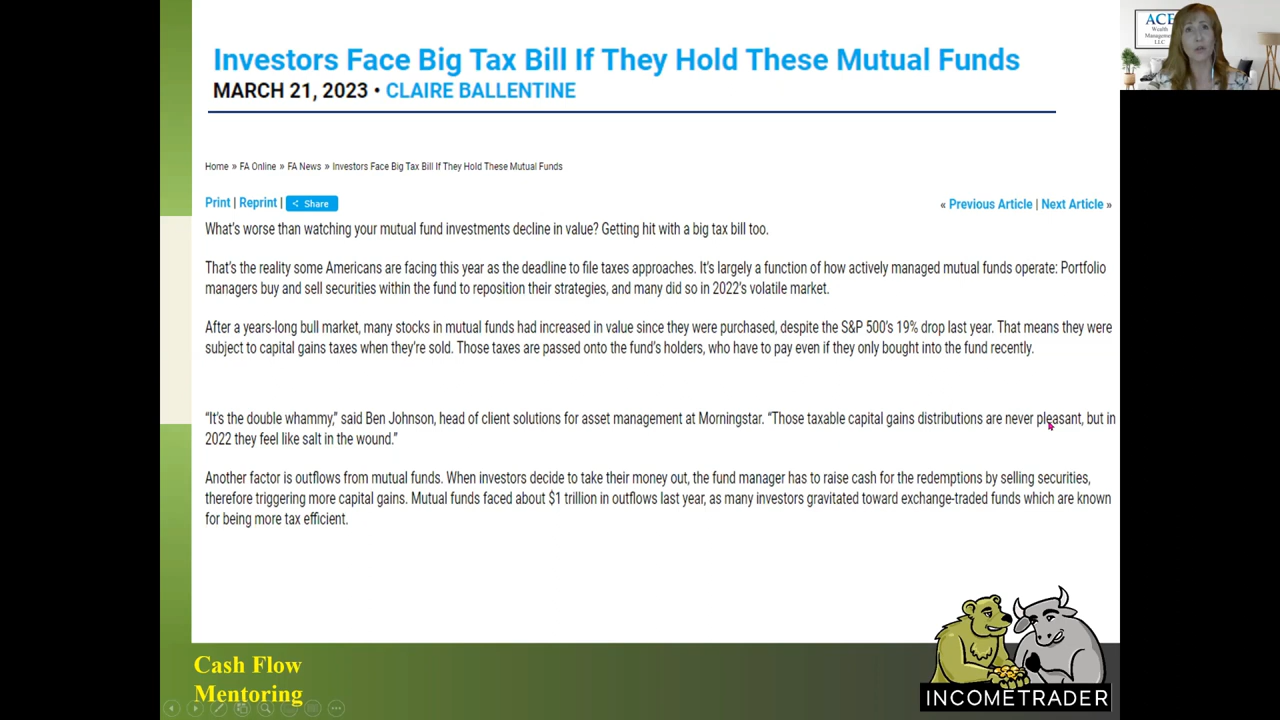 Investors Face Big Tax Bill If They Hold These Mutual Funds
MARCH 21, 2023 • CLAIRE BALLENTINE
Home » FA Online » FA News » Investors Face Big Tax Bill If They Hold These Mutual Funds
Print | Reprint | Share
« Previous Article | Next Article »
What's worse than watching your mutual fund investments decline in value? Getting hit with a big tax bill too.
That's the reality some Americans are facing this year as the deadline to file taxes approaches. It's largely a function of how actively managed mutual funds operate: Portfolio
managers buy and sell securities within the fund to reposition their strategies, and many did so in 2022's volatile market.
After a years-long bull market, many stocks in mutual funds had increased in value since they were purchased, despite the S&P 500's 19% drop last year. That means they were
subject to capital gains taxes when they're sold. Those taxes are passed onto the fund's holders, who have to pay even if they only bought into the fund recently.
“It's the double whammy,” said Ben Johnson, head of client solutions for asset management at Morningstar. “Those taxable capital gains distributions are never pleasant, but in
2022 they feel like salt in the wound.”
Another factor is outflows from mutual funds. When investors decide to take their money out, the fund manager has to raise cash for the redemptions by selling securities,
therefore triggering more capital gains. Mutual funds faced about $1 trillion in outflows last year, as many investors gravitated toward exchange-traded funds which are known
for being more tax efficient.
Cash Flow
Mentoring
INCOMETRADER
ACE
Wealth
Management
LLC